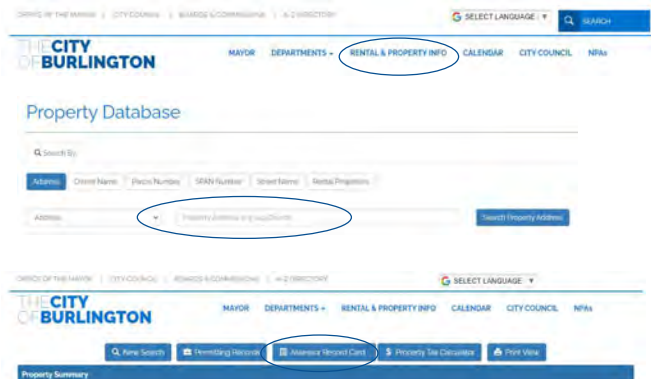 OFFICE OF THE MAYOR | CITY COUNCIL | BOARDS & COMMISSIONS | A-Z DIRECTORY
SELECT LANGUAGE ▼
SEARCH
THE CITY OF BURLINGTON
MAYOR DEPARTMENTS RENTAL & PROPERTY INFO CALENDAR CITY COUNCIL NPAs
Property Database
Search By:
Address Owner Name Parcel Number SPAN Number Street Name Rental Properties
Address
Property Address
Search Property Address
OFFICE OF THE MAYOR | CITY COUNCIL | BOARDS & COMMISSIONS | A-Z DIRECTORY
SELECT LANGUAGE ▼
THE CITY OF BURLINGTON
MAYOR DEPARTMENTS RENTAL & PROPERTY INFO CALENDAR CITY COUNCIL NPAs
New Search Permitting Records Assessor Record Card $ Property Tax Calculator Print View
Property Summary